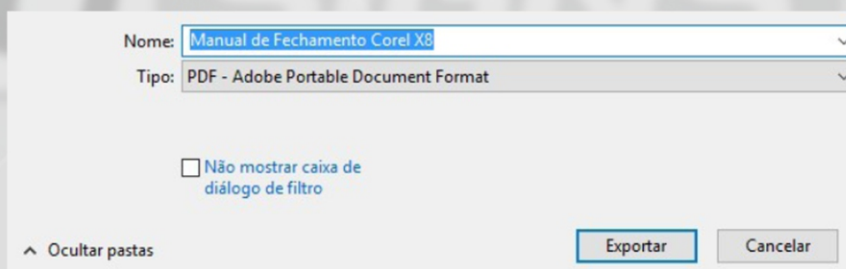 Nome: Manual de Fechamento Corel X8
Tipo: PDF - Adobe Portable Document Format
Não mostrar caixa de
diálogo de filtro
Ocultar pastas Exportar Cancelar